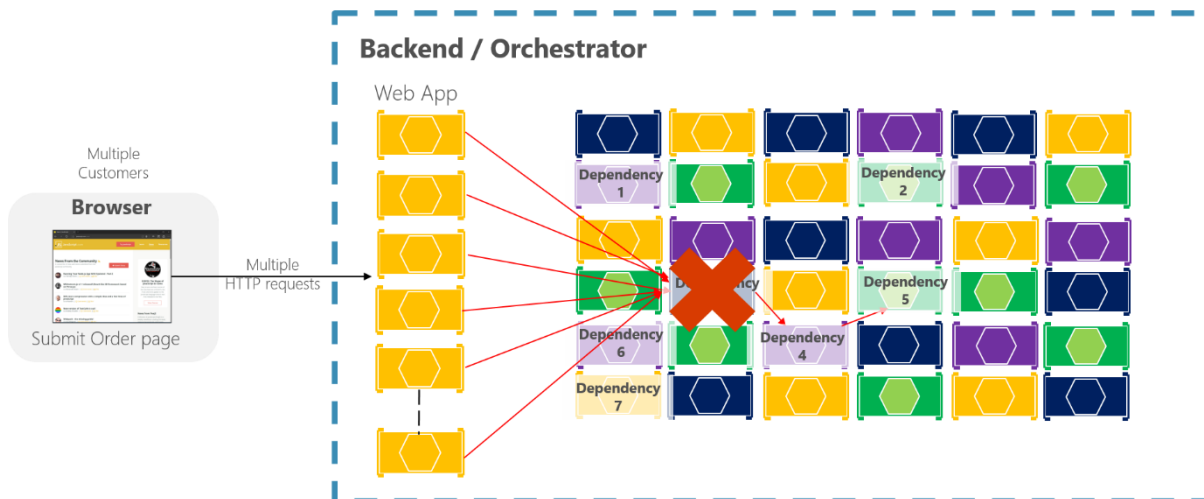 Backend / Orchestrator
Web App
Multiple
Customers
Browser
Submit Order page
Multiple
HTTP requests
Dependency
1
Dependency
2
Dependency
5
Dependency
6
Dependency
4
Dependency
7